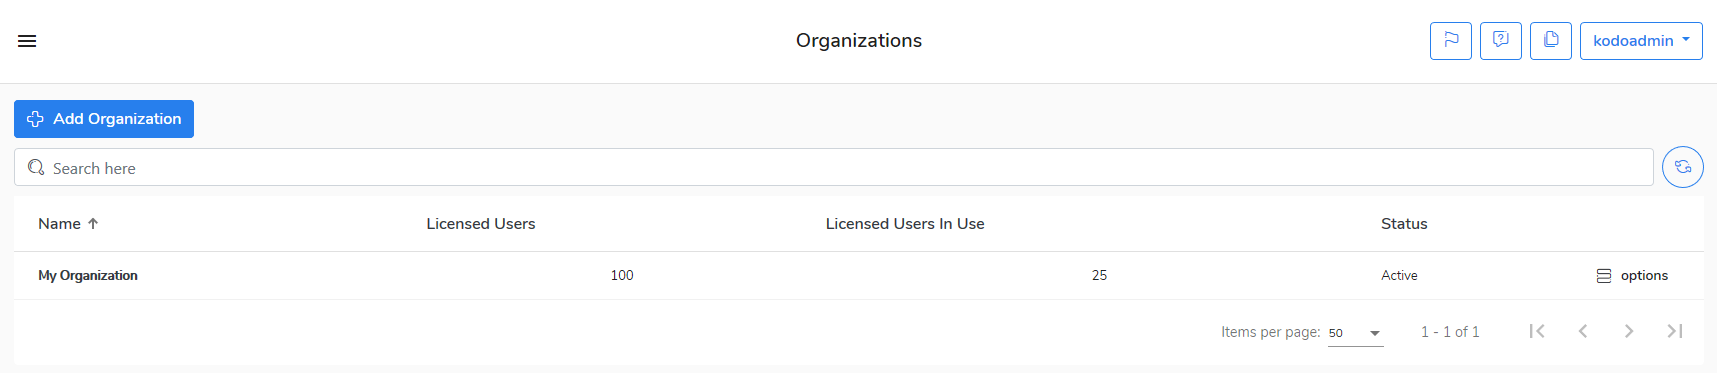 Organizations
kodoadmin
Add Organization
Search here
Name Licensed Users Licensed Users In Use Status
My Organization 100 25 Active options
Items per page: 50 1 - 1 of 1